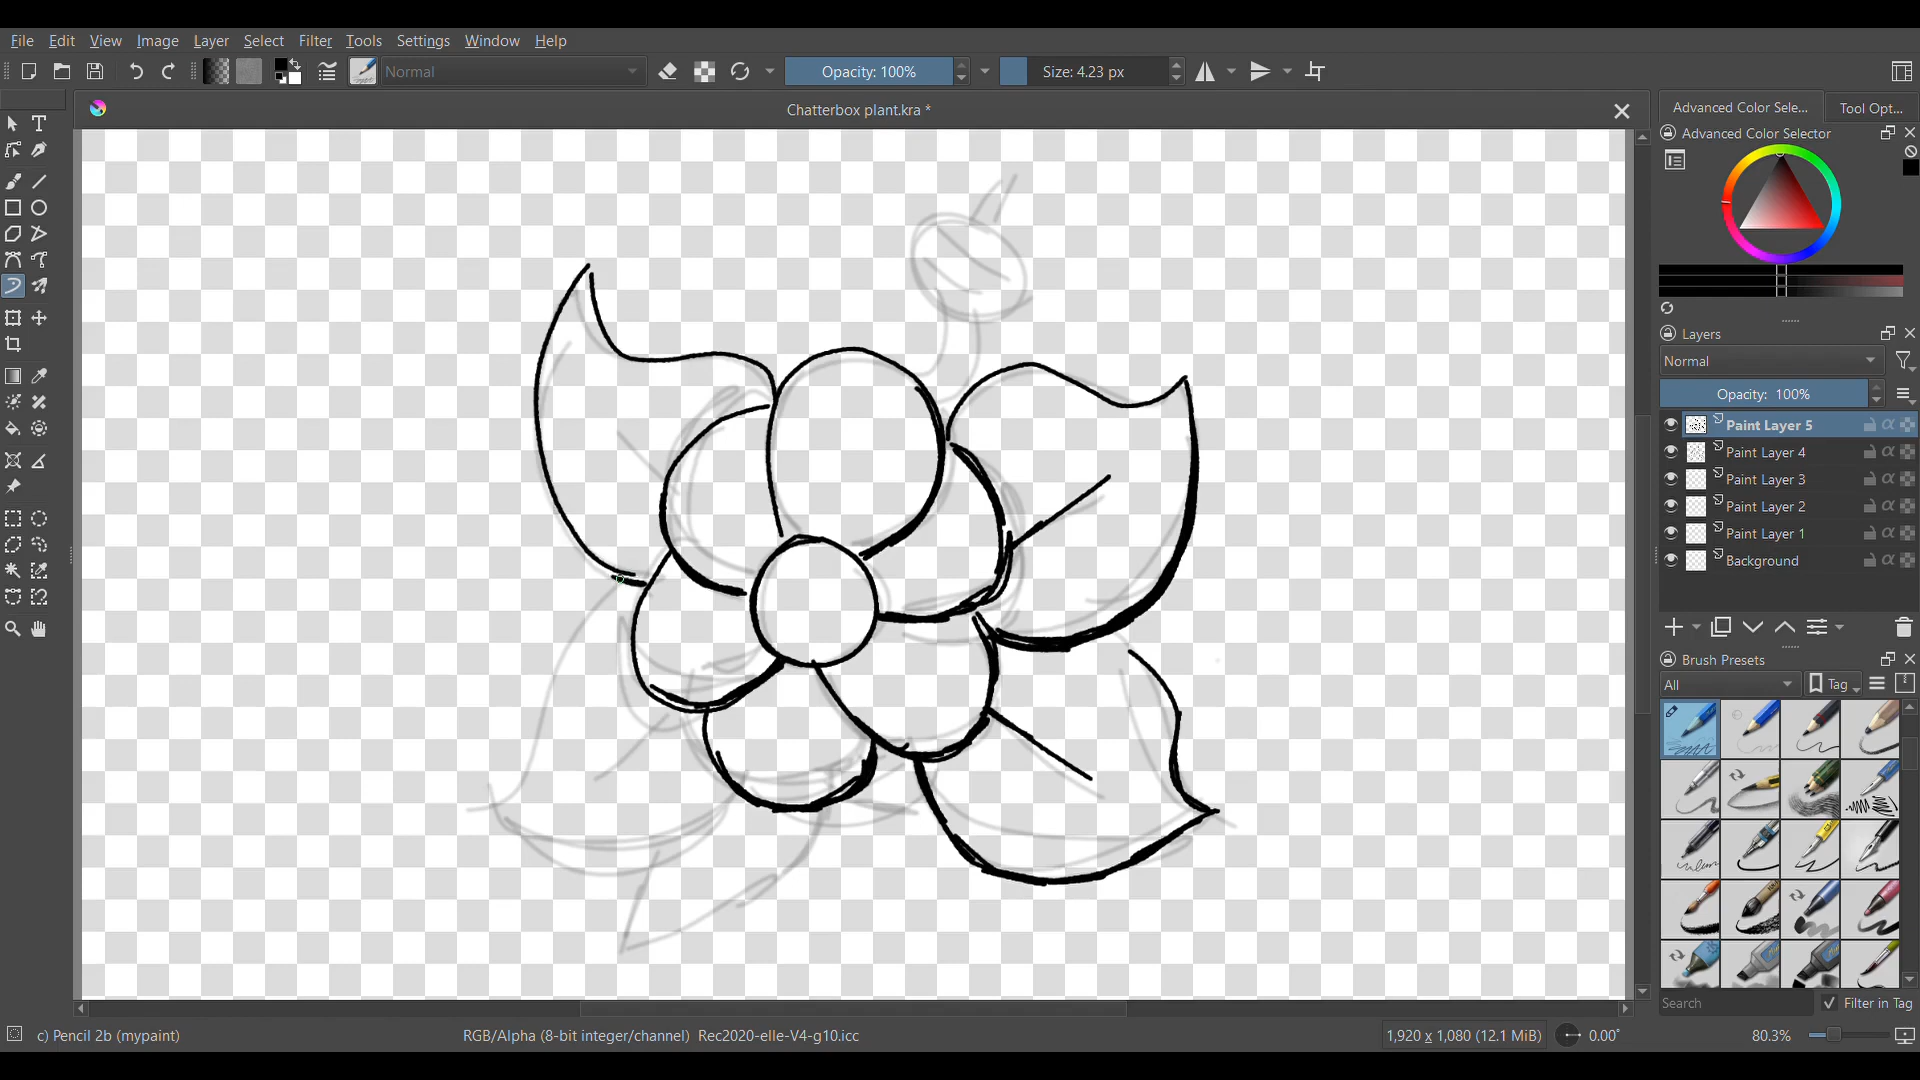 File Edit View Image Layer Select Filter Tools Settings Window Help
Normal
Opacity: 100%
Size: 4.23 px
Chatterbox plant.kra *
Advanced Color Sele...
Tool Opt...
Advanced Color Selector
Layers
Normal
Opacity: 100%
Paint Layer 5
Paint Layer 4
Paint Layer 3
Paint Layer 2
Paint Layer 1
Background
Brush Presets
All
Tag
Search
Filter in Tag
c) Pencil 2b (mypaint)
RGB/Alpha (8-bit integer/channel) Rec2020-elle-V4-g10.icc
1,920 x 1,080 (12.1 MiB)
0.00°
80.3%